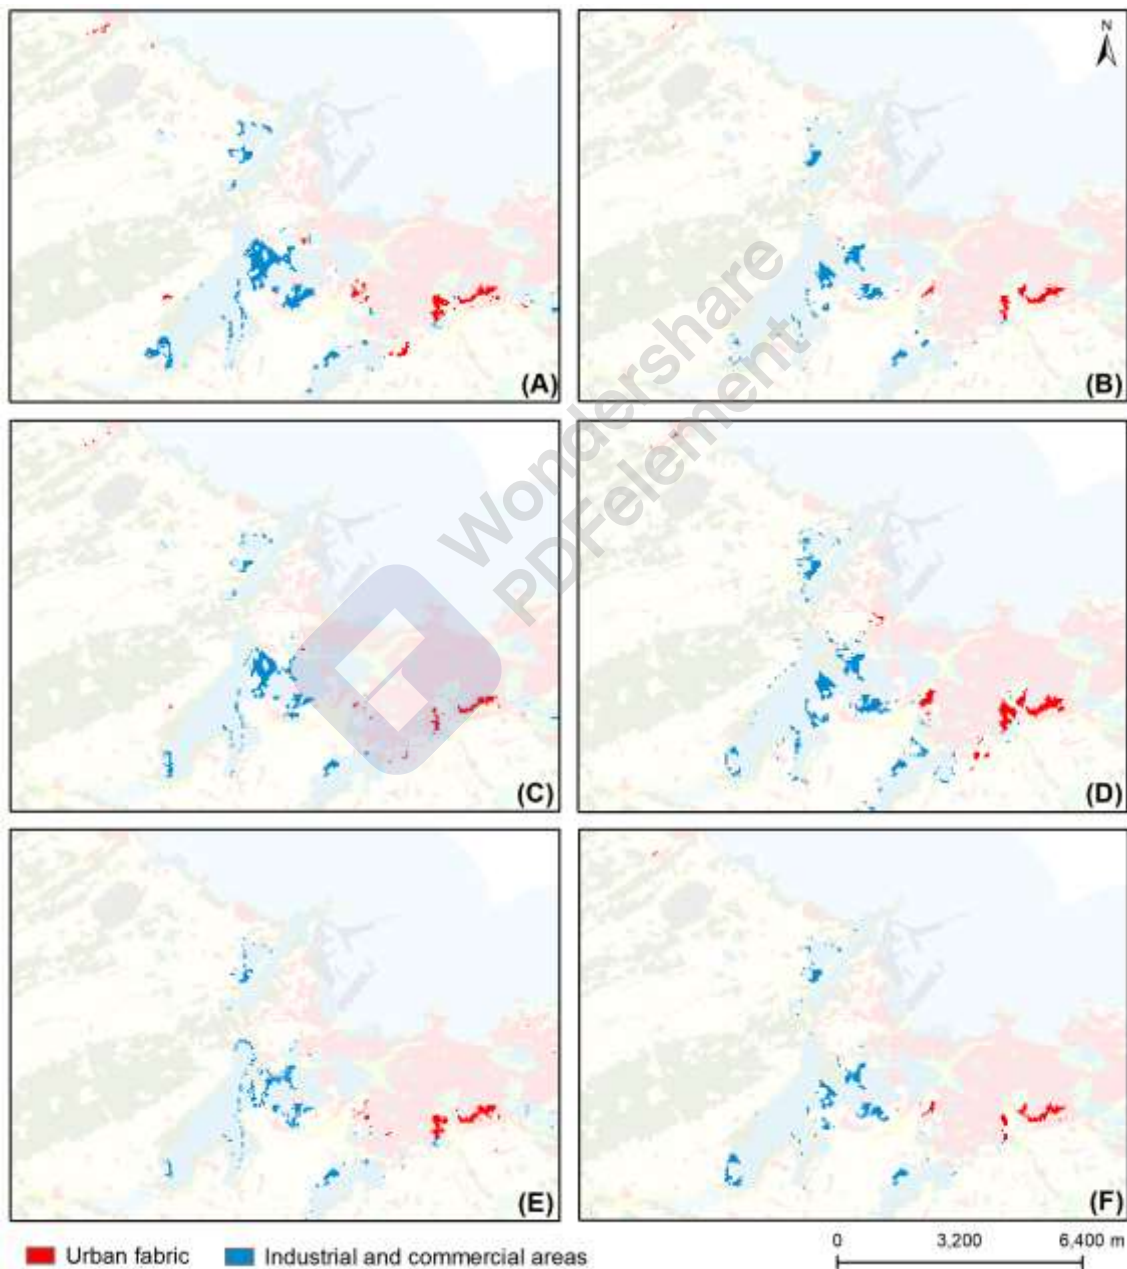 N
(A)
(B)
Wondershare
PDFelement
(C)
(D)
(E)
(F)
Urban fabric
Industrial and commercial areas
0 3,200 6,400 m